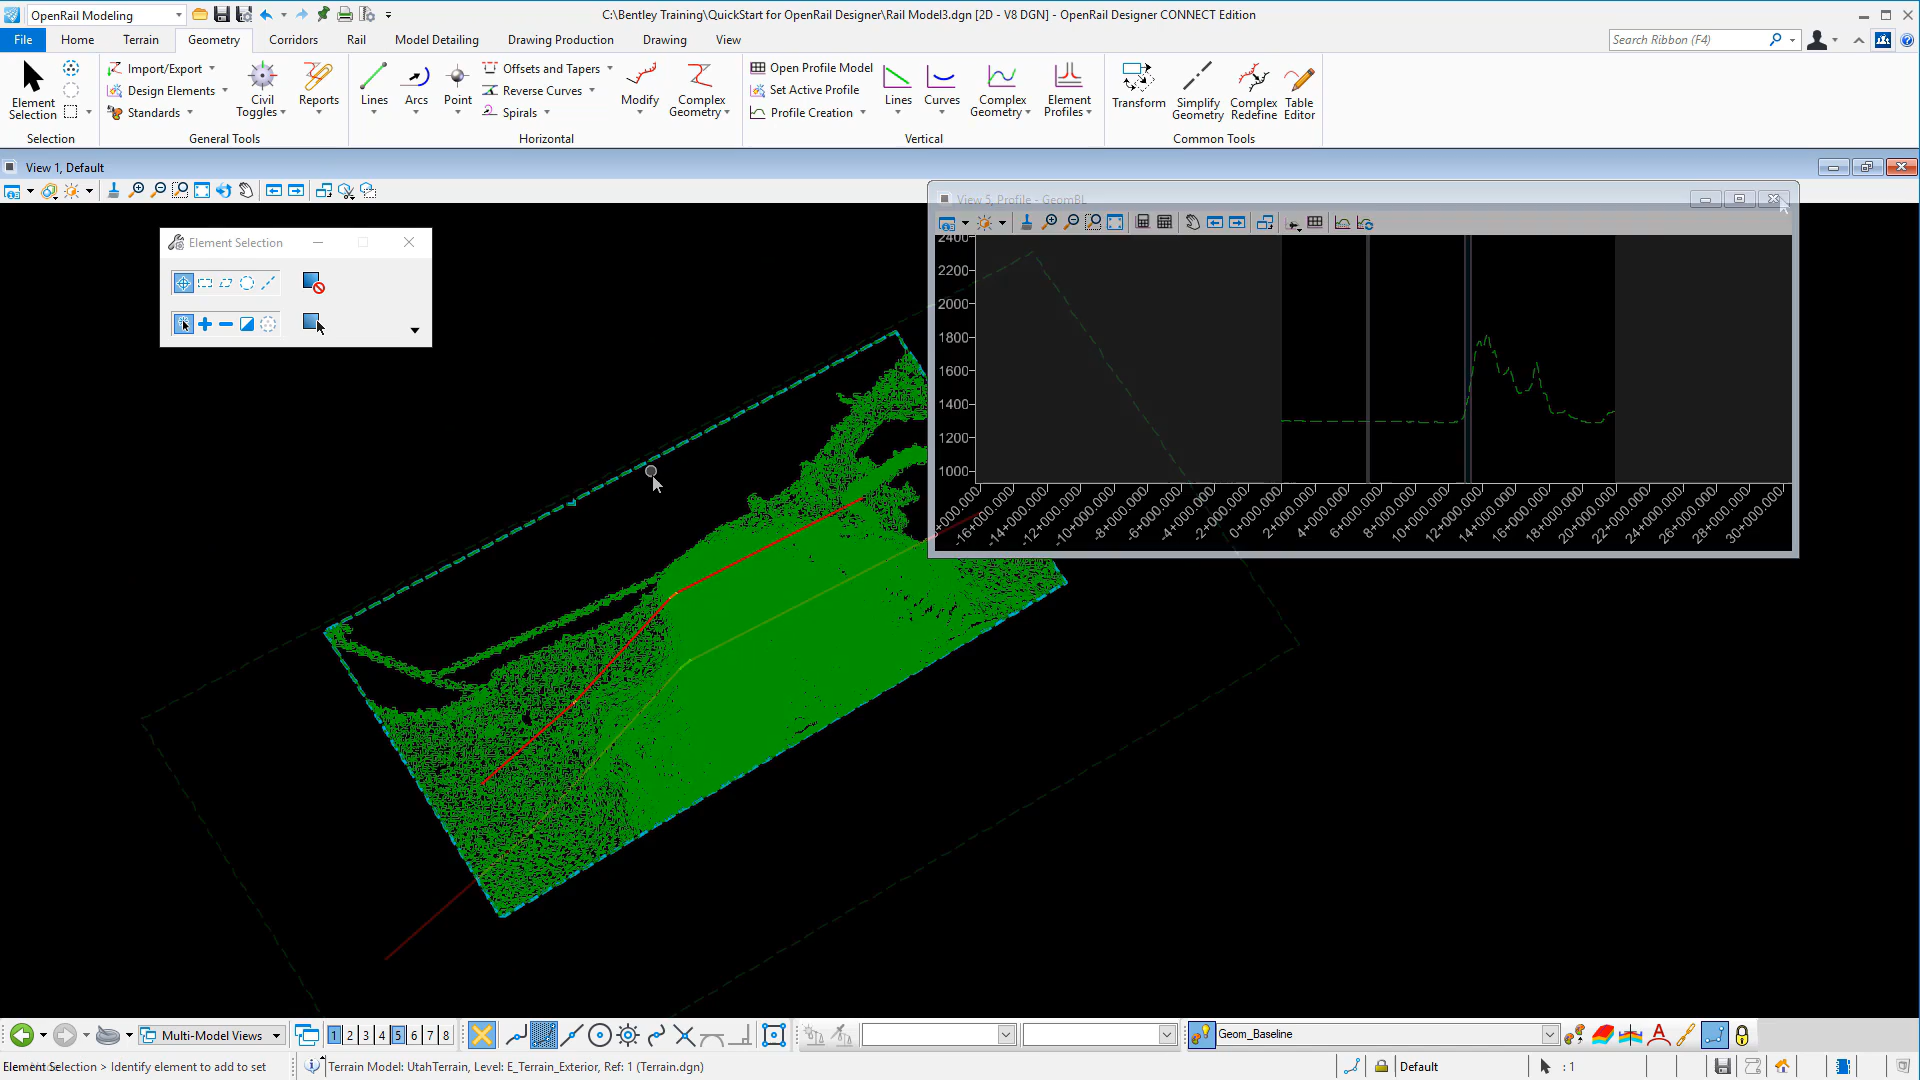 OpenRail Modeling
C:\Bentley Training\QuickStart for OpenRail Designer\Rail Model3.dgn [2D - V8 DGN] - OpenRail Designer CONNECT Edition
File Home Terrain Geometry Corridors Rail Model Detailing Drawing Production Drawing View
Search Ribbon (F4)
Element Selection
Import/Export
Design Elements
Standards
Civil Toggles
Reports
Lines
Arcs
Point
Offsets and Tapers
Reverse Curves
Spirals
Modify
Complex Geometry
Open Profile Model
Set Active Profile
Profile Creation
Lines
Curves
Complex Geometry
Element Profiles
Transform
Simplify Geometry
Complex Redefine
Table Editor
Selection General Tools Horizontal Vertical Common Tools
View 1, Default
View 5, Profile - GeomBL
Element Selection
2400
2200
2000
1800
1600
1400
1200
1000
-16+000.000
-14+000.000
-12+000.000
-10+000.000
-8+000.000
-6+000.000
-4+000.000
-2+000.000
0+000.000
2+000.000
4+000.000
6+000.000
8+000.000
10+000.000
12+000.000
14+000.000
16+000.000
18+000.000
20+000.000
22+000.000
24+000.000
26+000.000
28+000.000
30+000.000
Multi-Model Views
1 2 3 4 5 6 7 8
Geom_Baseline
Element Selection > Identify element to add to set
Terrain Model: UtahTerrain, Level: E_Terrain_Exterior, Ref: 1 (Terrain.dgn)
Default
: 1